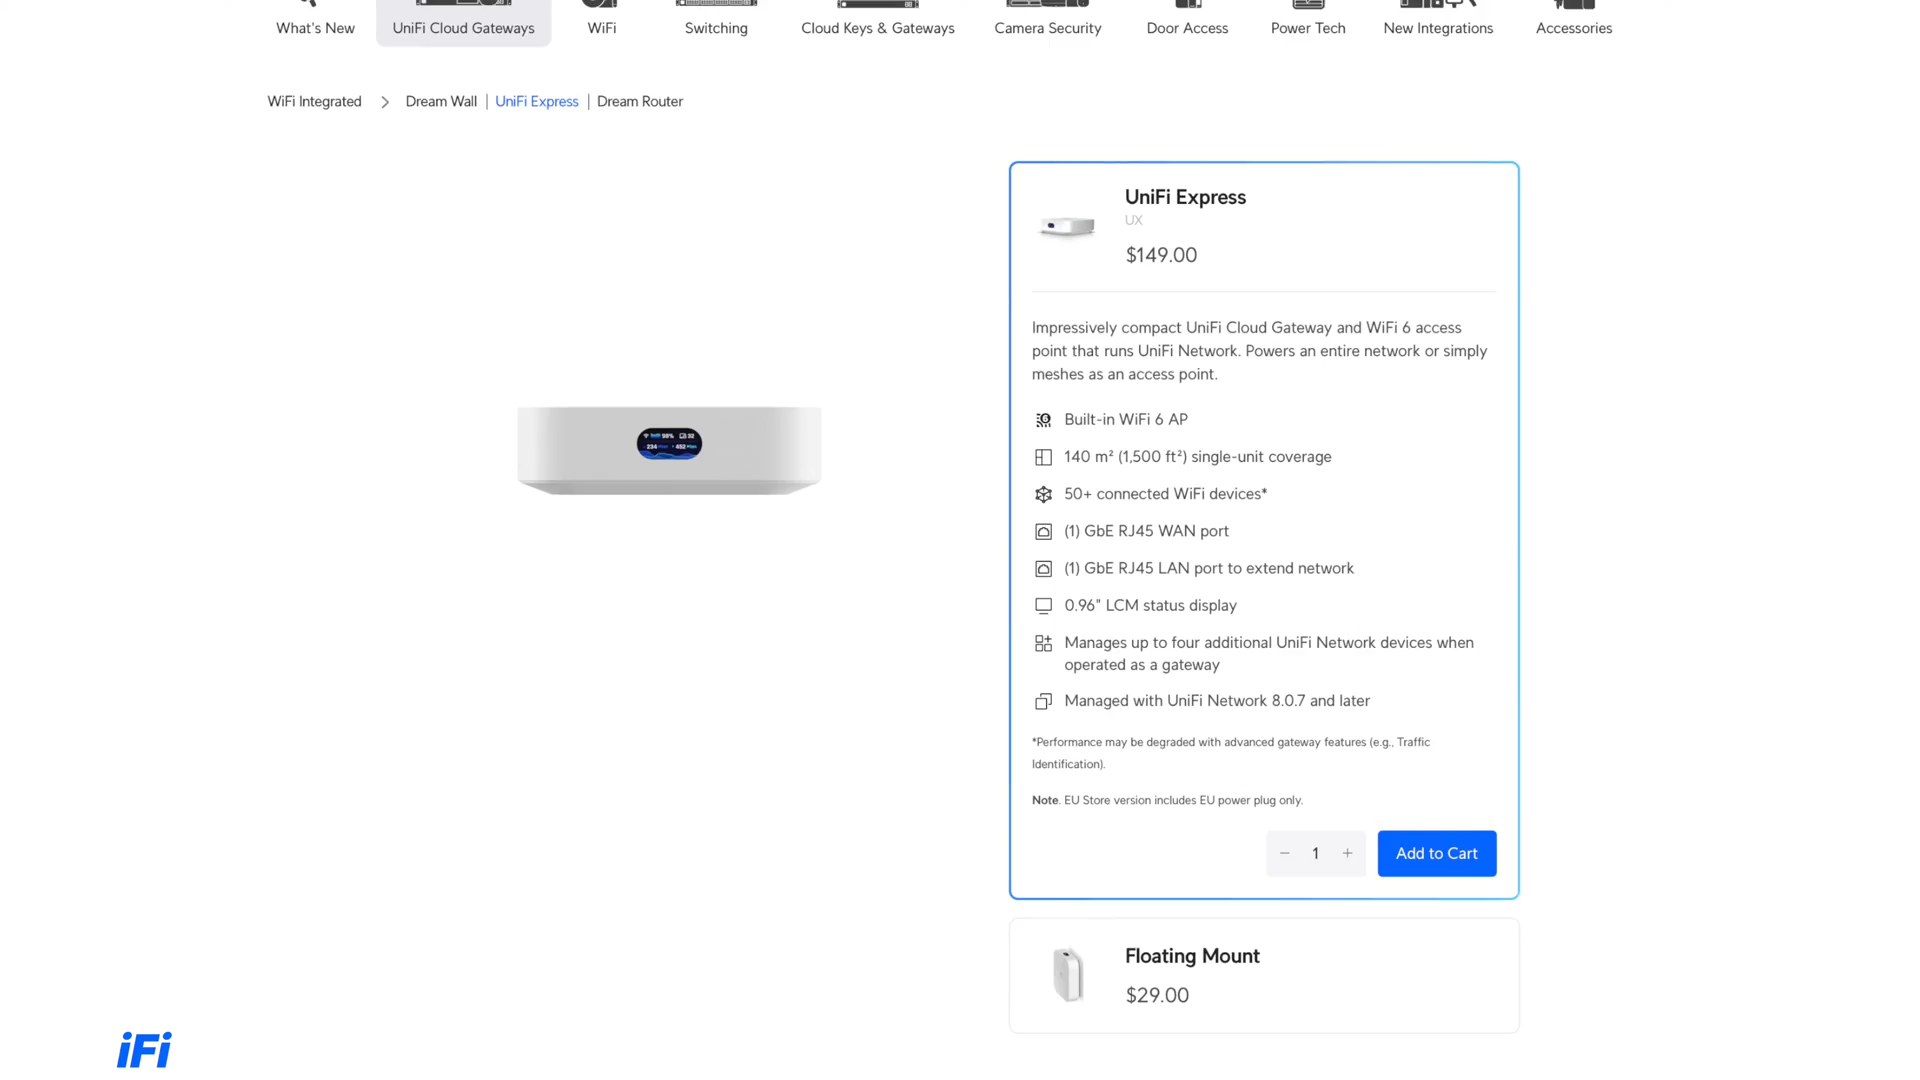 What's New
UniFi Cloud Gateways
WiFi
Switching
Cloud Keys & Gateways
Camera Security
Door Access
Power Tech
New Integrations
Accessories
WiFi Integrated
Dream Wall
UniFi Express
Dream Router
UniFi Express
UX
$149.00
Impressively compact UniFi Cloud Gateway and WiFi 6 access
point that runs UniFi Network. Powers an entire network or simply
meshes as an access point.
Built-in WiFi 6 AP
140 m² (1,500 ft²) single-unit coverage
50+ connected WiFi devices*
(1) GbE RJ45 WAN port
(1) GbE RJ45 LAN port to extend network
0.96" LCM status display
Manages up to four additional UniFi Network devices when
operated as a gateway
Managed with UniFi Network 8.0.7 and later
*Performance may be degraded with advanced gateway features (e.g., Traffic
Identification).
Note. EU Store version includes EU power plug only.
− 1 +
Add to Cart
Floating Mount
$29.00
98% 32
234 452
iFi